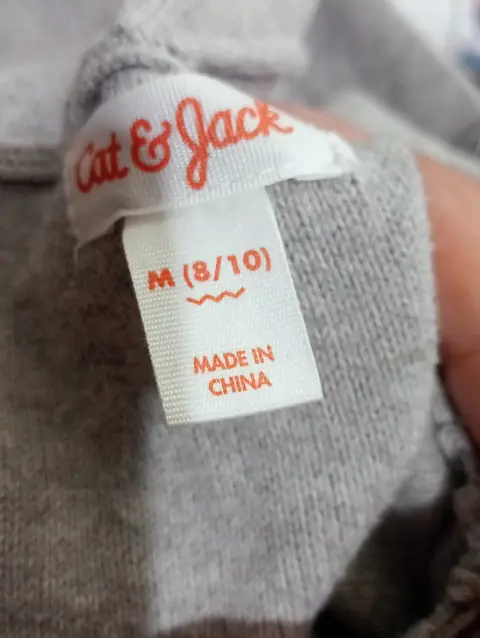 Cat & Jack
M (8/10)
MADE IN
CHINA